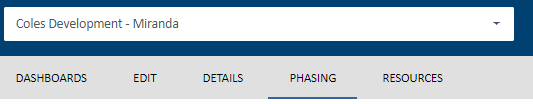 Coles Development - Miranda
DASHBOARDS EDIT DETAILS PHASING RESOURCES